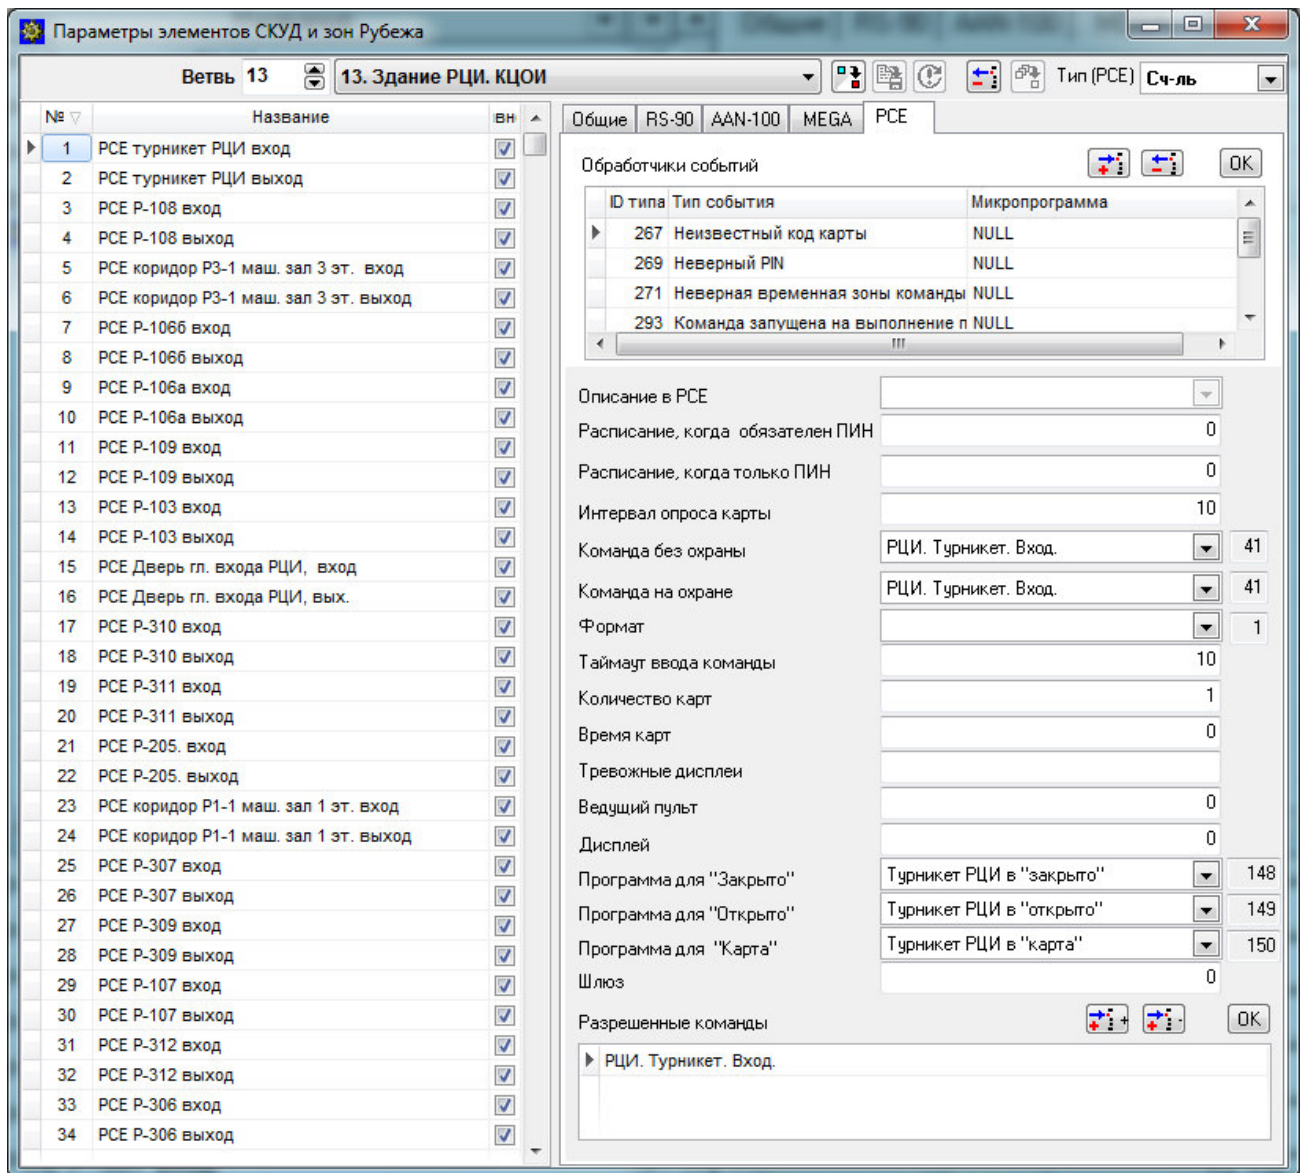 Параметры элементов СКУД и зон Рубежа
Ветвь 13 13. Здание РЦИ. КЦОИ Тип (PCE) Сч-ль
№ Название вн
1 PCE турникет РЦИ вход
2 PCE турникет РЦИ выход
3 PCE Р-108 вход
4 PCE Р-108 выход
5 PCE коридор Р3-1 маш. зал 3 эт. вход
6 PCE коридор Р3-1 маш. зал 3 эт. выход
7 PCE Р-106б вход
8 PCE Р-106б выход
9 PCE Р-106а вход
10 PCE Р-106а выход
11 PCE Р-109 вход
12 PCE Р-109 выход
13 PCE Р-103 вход
14 PCE Р-103 выход
15 PCE Дверь гл. входа РЦИ, вход
16 PCE Дверь гл. входа РЦИ, вых.
17 PCE Р-310 вход
18 PCE Р-310 выход
19 PCE Р-311 вход
20 PCE Р-311 выход
21 PCE Р-205. вход
22 PCE Р-205. выход
23 PCE коридор Р1-1 маш. зал 1 эт. вход
24 PCE коридор Р1-1 маш. зал 1 эт. выход
25 PCE Р-307 вход
26 PCE Р-307 выход
27 PCE Р-309 вход
28 PCE Р-309 выход
29 PCE Р-107 вход
30 PCE Р-107 выход
31 PCE Р-312 вход
32 PCE Р-312 выход
33 PCE Р-306 вход
34 PCE Р-306 выход
Общие RS-90 AAN-100 MEGA PCE
Обработчики событий OK
ID типа Тип события Микропрограмма
267 Неизвестный код карты NULL
269 Неверный PIN NULL
271 Неверная временная зоны команды NULL
293 Команда запущена на выполнение п NULL
Описание в PCE
Расписание, когда обязателен ПИН 0
Расписание, когда только ПИН 0
Интервал опроса карты 10
Команда без охраны РЦИ. Турникет. Вход. 41
Команда на охране РЦИ. Турникет. Вход. 41
Формат 1
Таймаут ввода команды 10
Количество карт 1
Время карт 0
Тревожные дисплеи
Ведущий пульт 0
Дисплей 0
Программа для "Закрыто" Турникет РЦИ в "закрыто" 148
Программа для "Открыто" Турникет РЦИ в "открыто" 149
Программа для "Карта" Турникет РЦИ в "карта" 150
Шлюз 0
Разрешенные команды OK
РЦИ. Турникет. Вход.